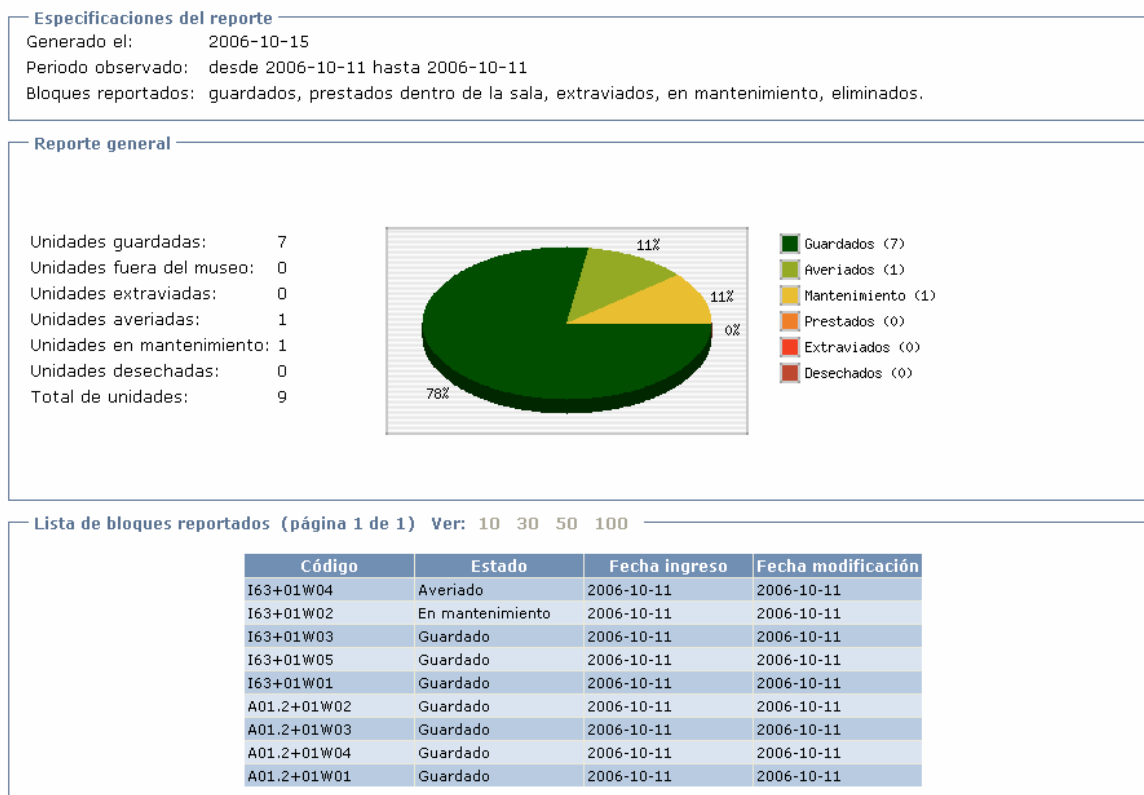 Especificaciones del reporte
Generado el: 2006-10-15
Periodo observado: desde 2006-10-11 hasta 2006-10-11
Bloques reportados: guardados, prestados dentro de la sala, extraviados, en mantenimiento, eliminados.
Reporte general
Unidades guardadas: 7
Unidades fuera del museo: 0
Unidades extraviadas: 0
Unidades averiadas: 1
Unidades en mantenimiento: 1
Unidades desechadas: 0
Total de unidades: 9
11%
11%
0%
78%
Guardados (7)
Averiados (1)
Mantenimiento (1)
Prestados (0)
Extraviados (0)
Desechados (0)
Lista de bloques reportados (página 1 de 1) Ver: 10 30 50 100
Código Estado Fecha ingreso Fecha modificación
I63+01W04 Averiado 2006-10-11 2006-10-11
I63+01W02 En mantenimiento 2006-10-11 2006-10-11
I63+01W03 Guardado 2006-10-11 2006-10-11
I63+01W05 Guardado 2006-10-11 2006-10-11
I63+01W01 Guardado 2006-10-11 2006-10-11
A01.2+01W02 Guardado 2006-10-11 2006-10-11
A01.2+01W03 Guardado 2006-10-11 2006-10-11
A01.2+01W04 Guardado 2006-10-11 2006-10-11
A01.2+01W01 Guardado 2006-10-11 2006-10-11